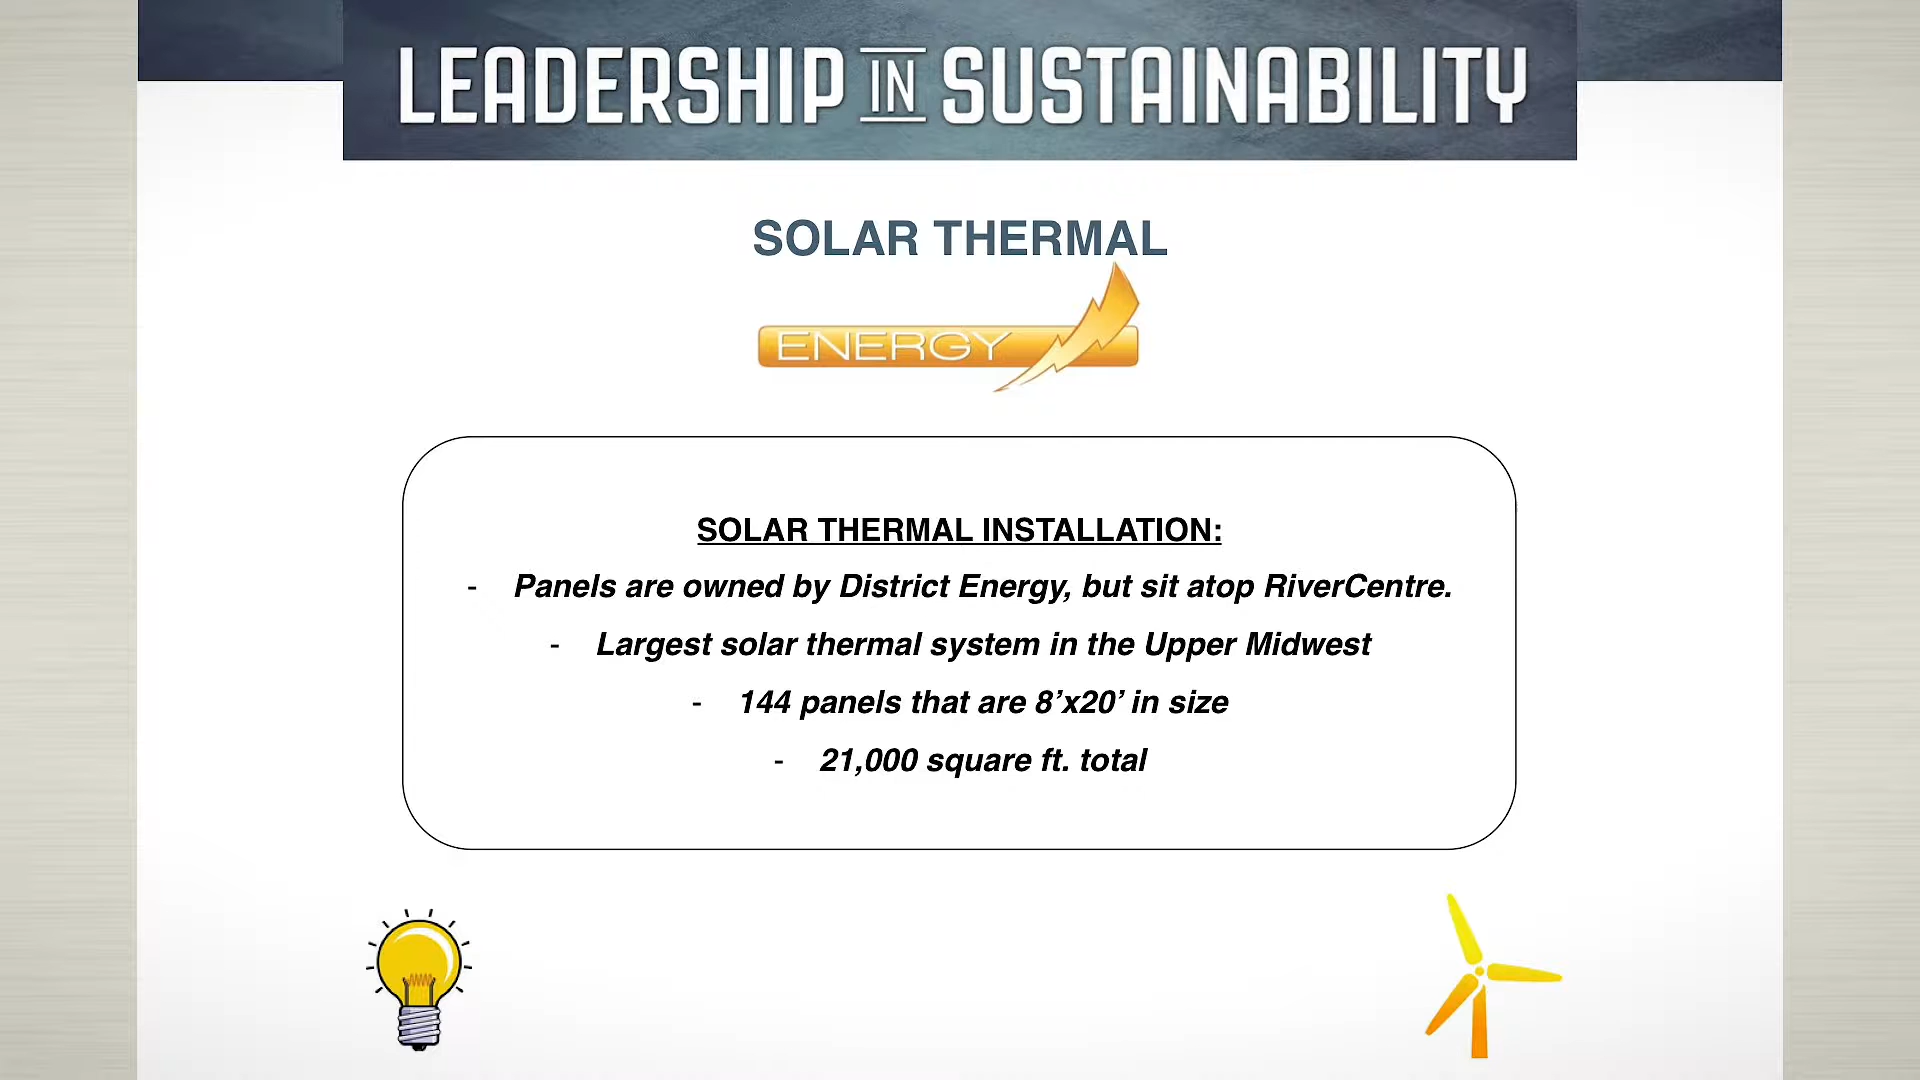 LEADERSHIP IN SUSTAINABILITY
SOLAR THERMAL
ENERGY
SOLAR THERMAL INSTALLATION:
- Panels are owned by District Energy, but sit atop RiverCentre.
- Largest solar thermal system in the Upper Midwest
- 144 panels that are 8’x20’ in size
- 21,000 square ft. total